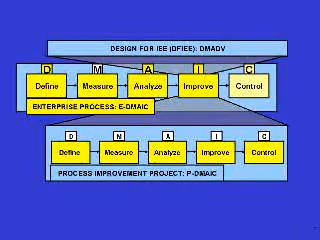 DESIGN FOR IEE (DFIEE): DMADV
D M A I C
Define Measure Analyze Improve Control
ENTERPRISE PROCESS: E-DMAIC
D M A I C
Define Measure Analyze Improve Control
PROCESS IMPROVEMENT PROJECT: P-DMAIC